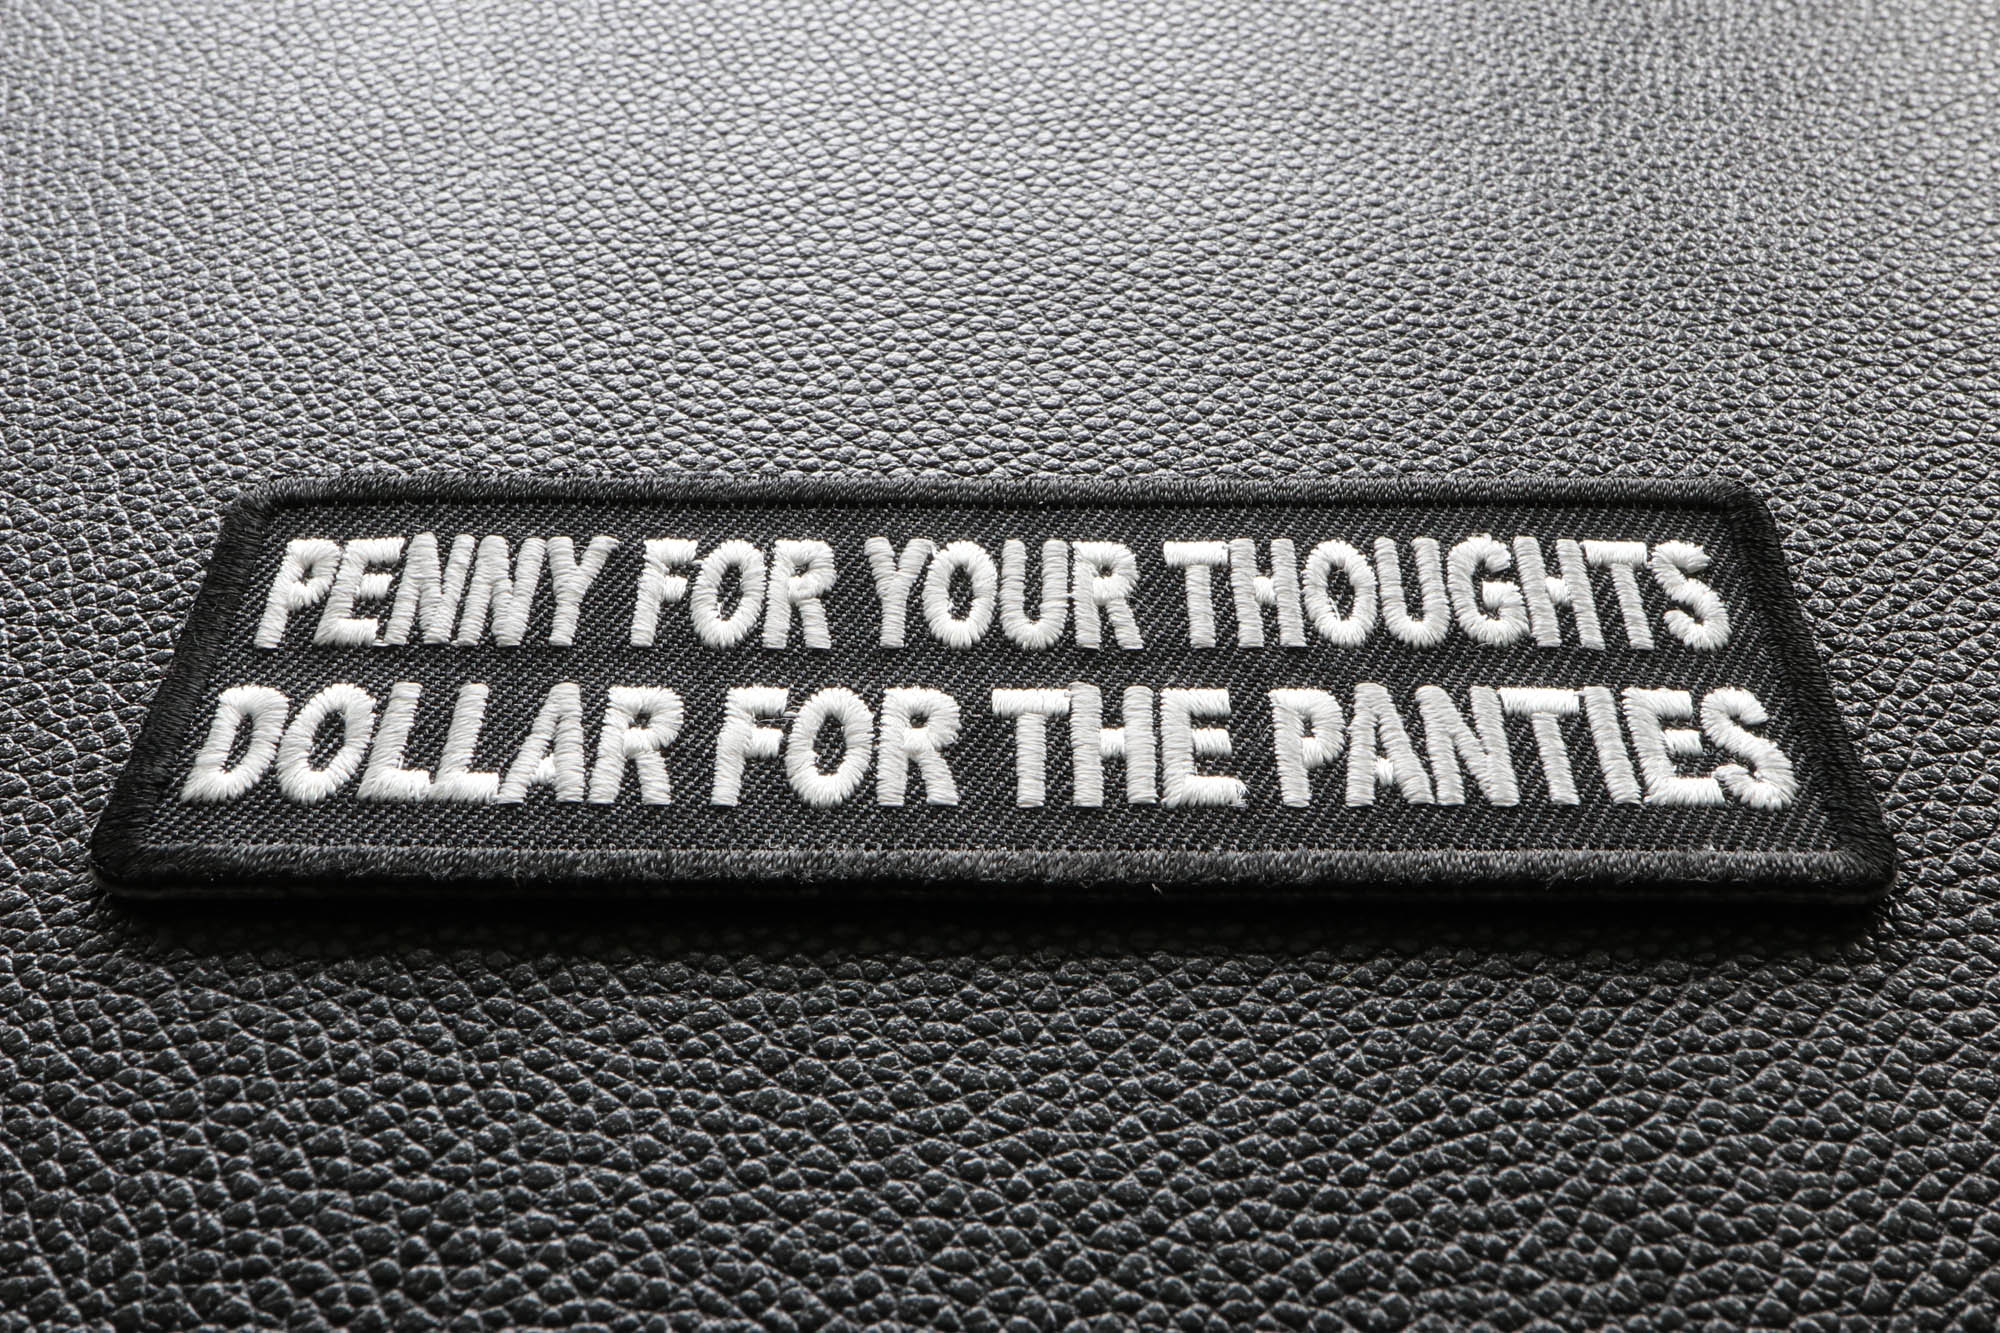 PENNY FOR YOUR THOUGHTS
DOLLAR FOR THE PANTIES